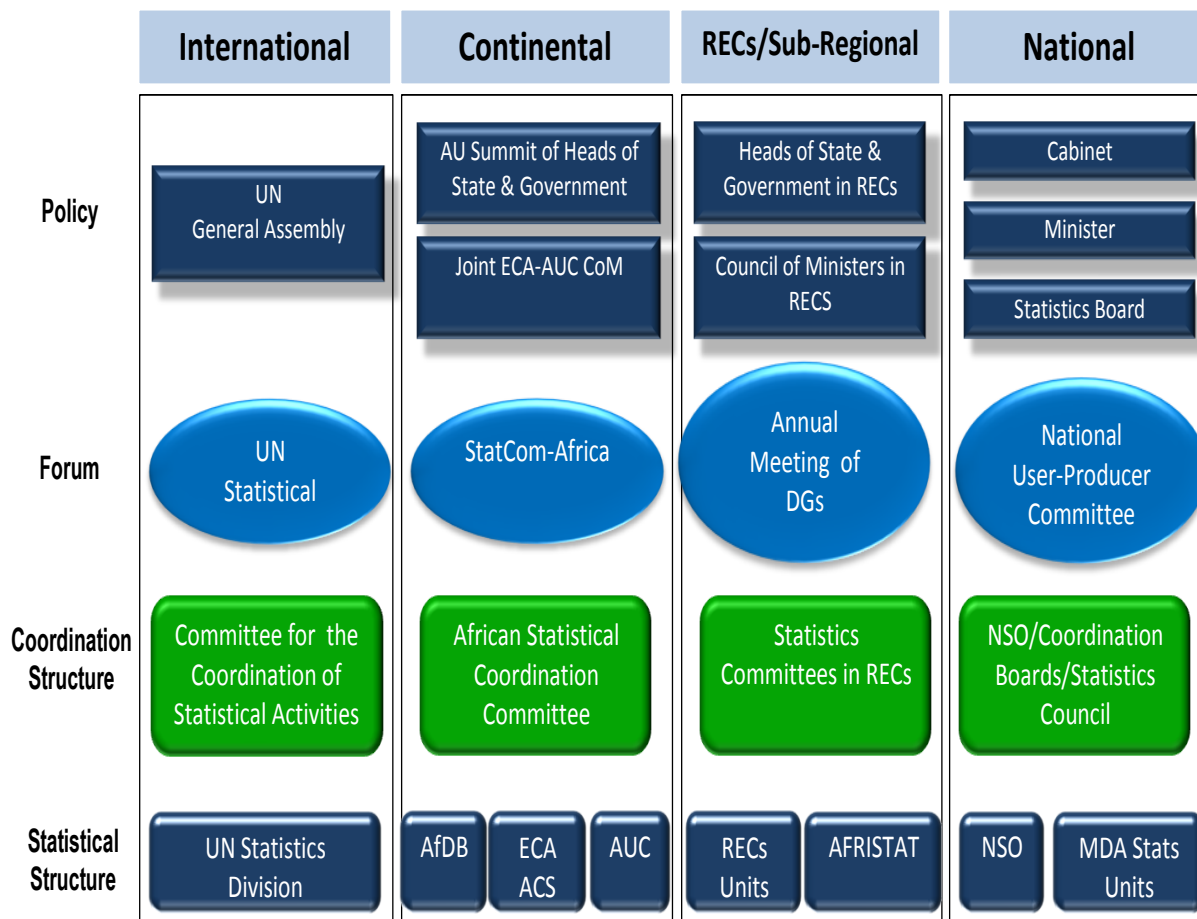 International
Continental
RECs/Sub-Regional
National
Policy
UN
General Assembly
AU Summit of Heads of
State & Government
Joint ECA-AUC CoM
Heads of State &
Government in RECs
Council of Ministers in
RECS
Cabinet
Minister
Statistics Board
Forum
UN
Statistical
StatCom-Africa
Annual
Meeting of
DGs
National
User-Producer
Committee
Coordination
Structure
Committee for the
Coordination of
Statistical Activities
African Statistical
Coordination
Committee
Statistics
Committees in RECs
NSO/Coordination
Boards/Statistics
Council
Statistical
Structure
UN Statistics
Division
AfDB
ECA
ACS
AUC
RECs
Units
AFRISTAT
NSO
MDA Stats
Units